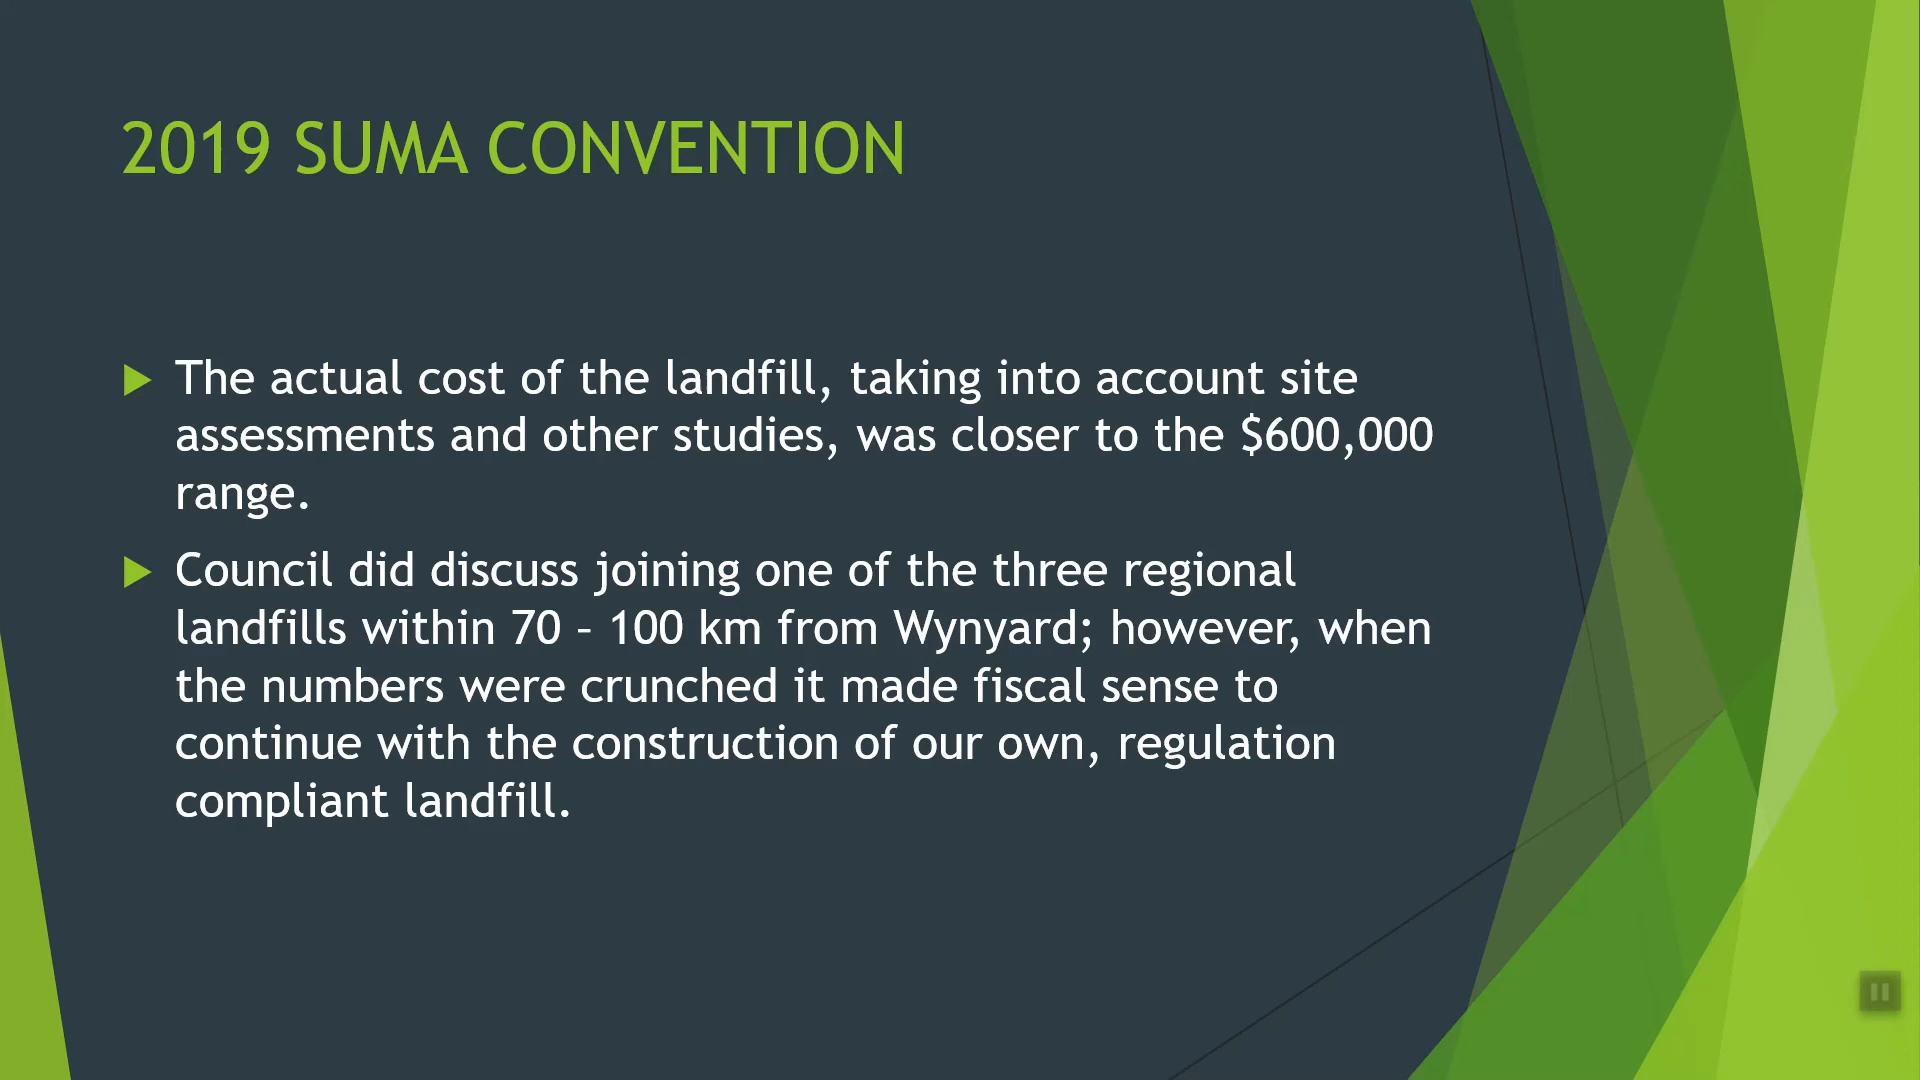 2019 SUMA CONVENTION
The actual cost of the landfill, taking into account site
assessments and other studies, was closer to the $600,000
range.
Council did discuss joining one of the three regional
landfills within 70 – 100 km from Wynyard; however, when
the numbers were crunched it made fiscal sense to
continue with the construction of our own, regulation
compliant landfill.